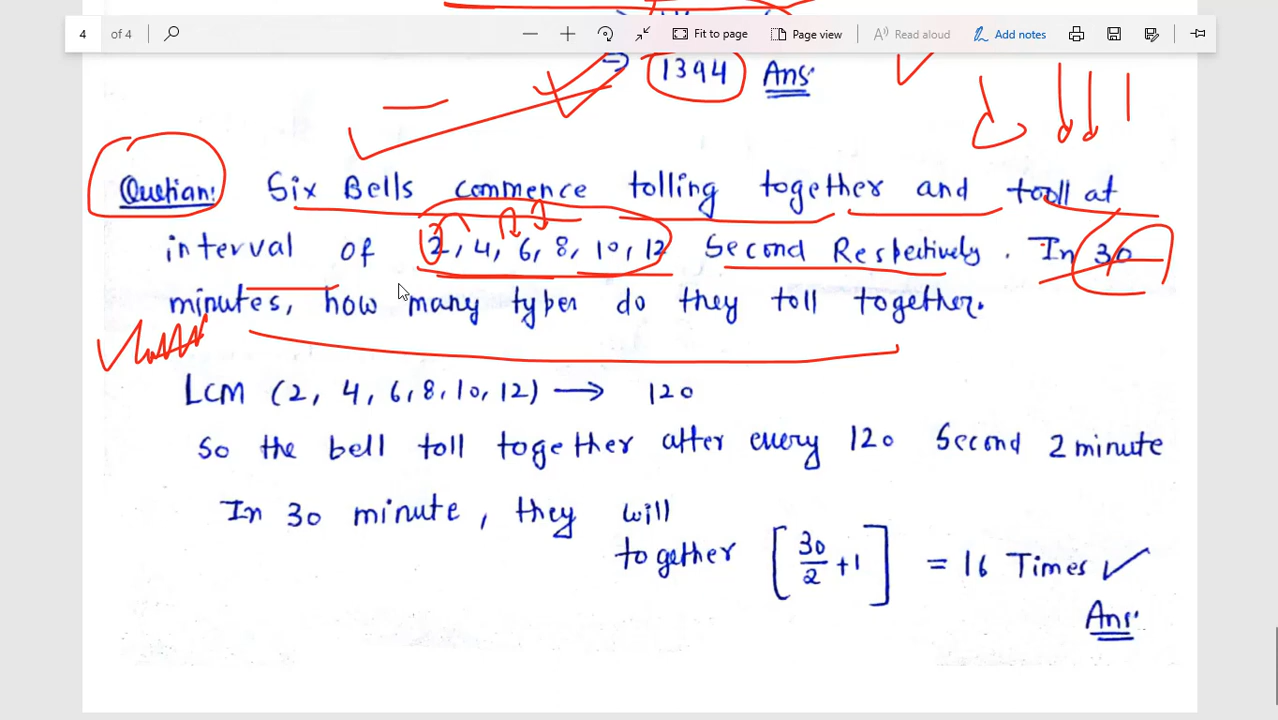 4 of 4 Fit to page Page view Read aloud Add notes
→ 1394 Ans
Quetian: Six Bells commence tolling together and tooll at
interval of 2, 4, 6, 8, 10, 12 Second Respectively. In 30
minutes, how many types do they toll together.
LCM (2, 4, 6, 8, 10, 12) → 120
So the bell toll together after every 120 Second 2 minute
In 30 minute, they will
together [30/2 +1] = 16 Times ✓
Ans